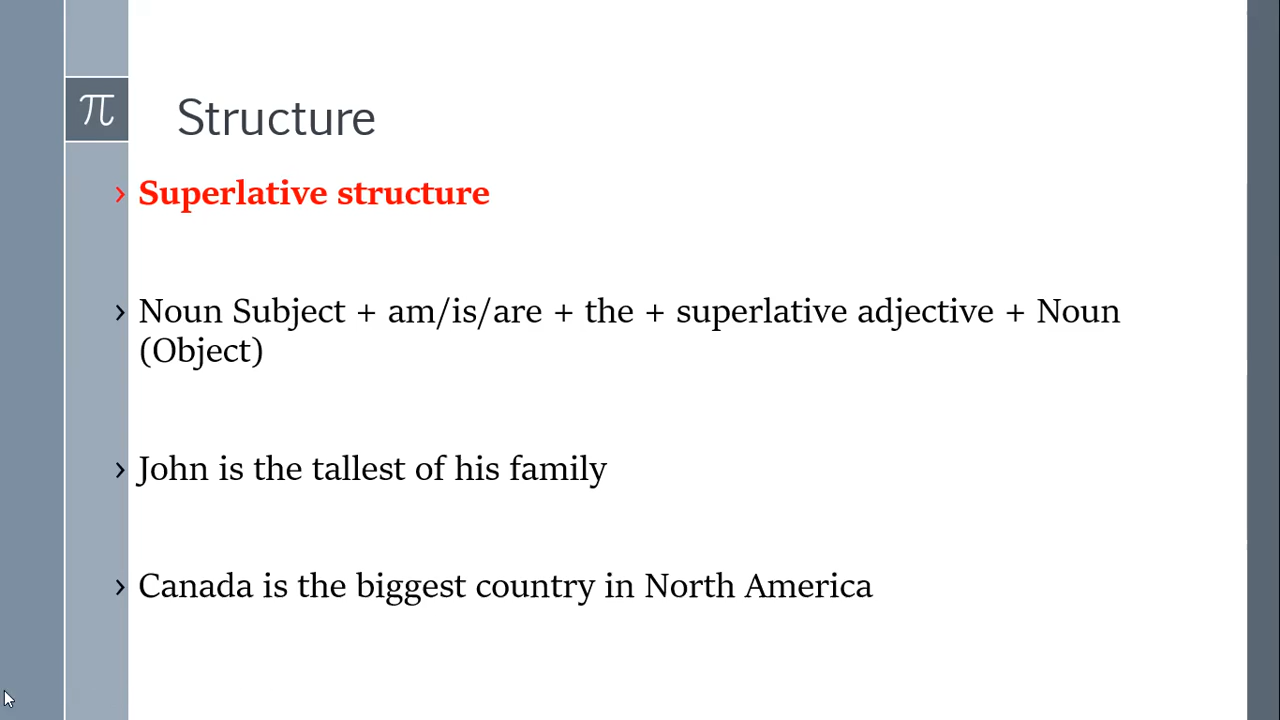 π
Structure
› Superlative structure
› Noun Subject + am/is/are + the + superlative adjective + Noun
(Object)
› John is the tallest of his family
› Canada is the biggest country in North America